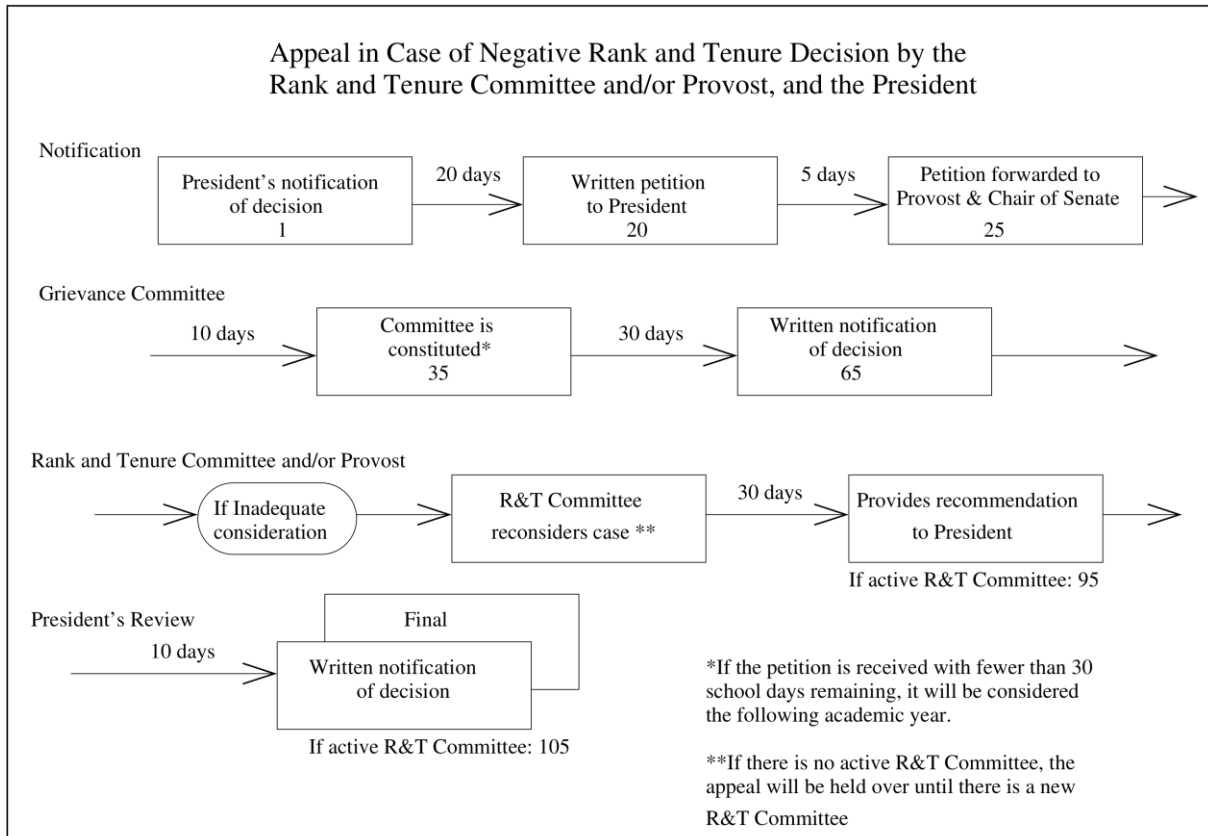 Appeal in Case of Negative Rank and Tenure Decision by the
Rank and Tenure Committee and/or Provost, and the President
Notification
President's notification
of decision
1
20 days
Written petition
to President
20
5 days
Petition forwarded to
Provost & Chair of Senate
25
Grievance Committee
10 days
Committee is
constituted*
35
30 days
Written notification
of decision
65
Rank and Tenure Committee and/or Provost
If Inadequate
consideration
R&T Committee
reconsiders case **
30 days
Provides recommendation
to President
If active R&T Committee: 95
President's Review
10 days
Final
Written notification
of decision
If active R&T Committee: 105
*If the petition is received with fewer than 30
school days remaining, it will be considered
the following academic year.
**If there is no active R&T Committee, the
appeal will be held over until there is a new
R&T Committee